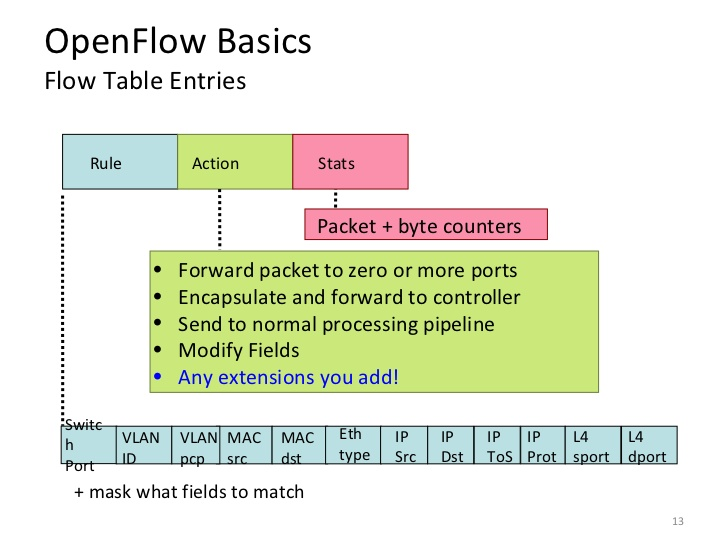 OpenFlow Basics
Flow Table Entries
Rule Action Stats
Packet + byte counters
• Forward packet to zero or more ports
• Encapsulate and forward to controller
• Send to normal processing pipeline
• Modify Fields
• Any extensions you add!
Switc
h
Port
VLAN
ID
VLAN
pcp
MAC
src
MAC
dst
Eth
type
IP
Src
IP
Dst
IP
ToS
IP
Prot
L4
sport
L4
dport
+ mask what fields to match
13